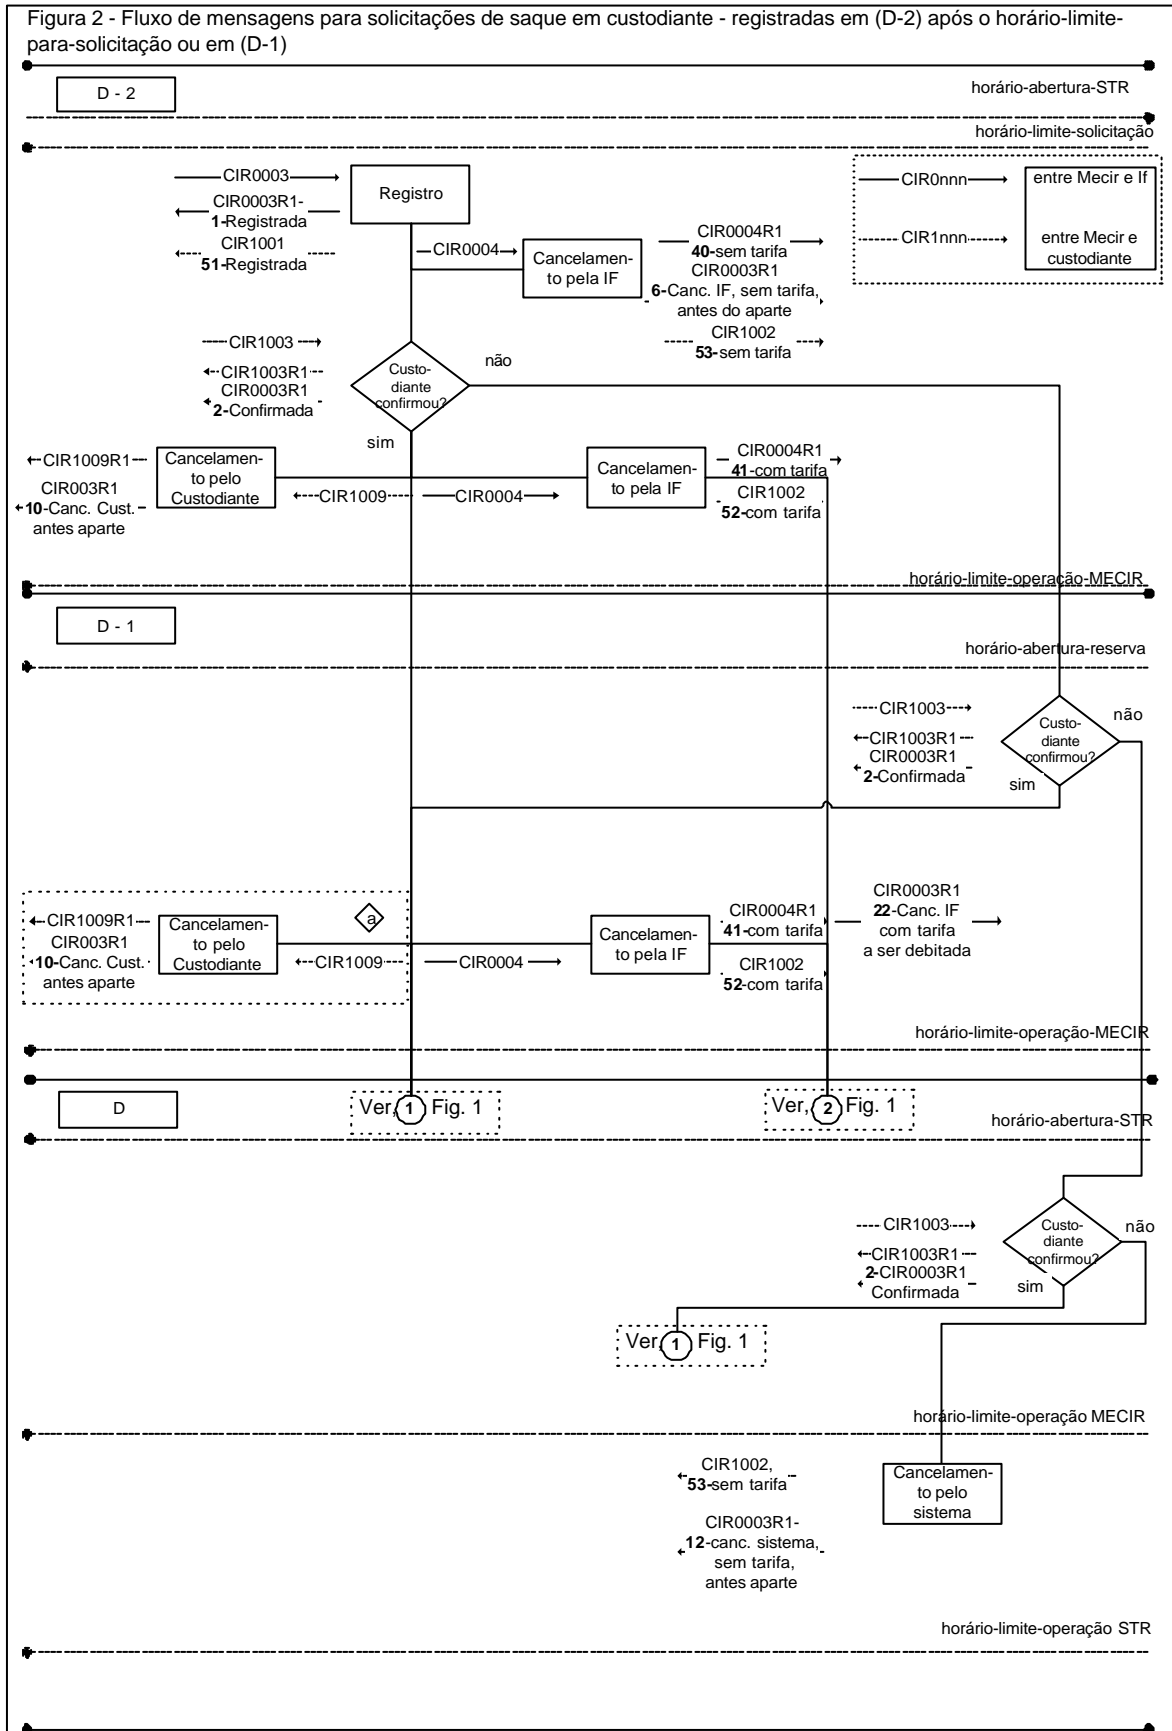 Figura 2 - Fluxo de mensagens para solicitações de saque em custodiante - registradas em (D-2) após o horário-limite-
para-solicitação ou em (D-1)
D - 2
horário-abertura-STR
horário-limite-solicitação
CIR0003
CIR0003R1-
1-Registrada
CIR1001
51-Registrada
Registro
CIR0004
Cancelamen-
to pela IF
CIR0004R1
40-sem tarifa
CIR0003R1
6-Canc. IF, sem tarifa,
antes do aparte
CIR1002
53-sem tarifa
CIR0nnn
entre Mecir e If
CIR1nnn
entre Mecir e
custodiante
CIR1003
CIR1003R1
CIR0003R1
2-Confirmada
Custo-
diante
confirmou?
não
sim
CIR1009R1
CIR003R1
10-Canc. Cust.
antes aparte
Cancelamen-
to pelo
Custodiante
CIR1009
CIR0004
Cancelamen-
to pela IF
CIR0004R1
41-com tarifa
CIR1002
52-com tarifa
horário-limite-operação-MECIR
D - 1
horário-abertura-reserva
CIR1003
CIR1003R1
CIR0003R1
2-Confirmada
Custo-
diante
confirmou?
não
sim
CIR1009R1
CIR003R1
10-Canc. Cust.
antes aparte
Cancelamen-
to pelo
Custodiante
a
CIR1009
CIR0004
Cancelamen-
to pela IF
CIR0004R1
41-com tarifa
CIR1002
52-com tarifa
CIR0003R1
22-Canc. IF
com tarifa
a ser debitada
horário-limite-operação-MECIR
D
Ver, 1 Fig. 1
Ver, 2 Fig. 1
horário-abertura-STR
CIR1003
CIR1003R1
2-CIR0003R1
Confirmada
Custo-
diante
confirmou?
não
sim
Ver, 1 Fig. 1
horário-limite-operação MECIR
CIR1002,
53-sem tarifa
CIR0003R1-
12-canc. sistema,
sem tarifa,
antes aparte
Cancelamen-
to pelo
sistema
horário-limite-operação STR